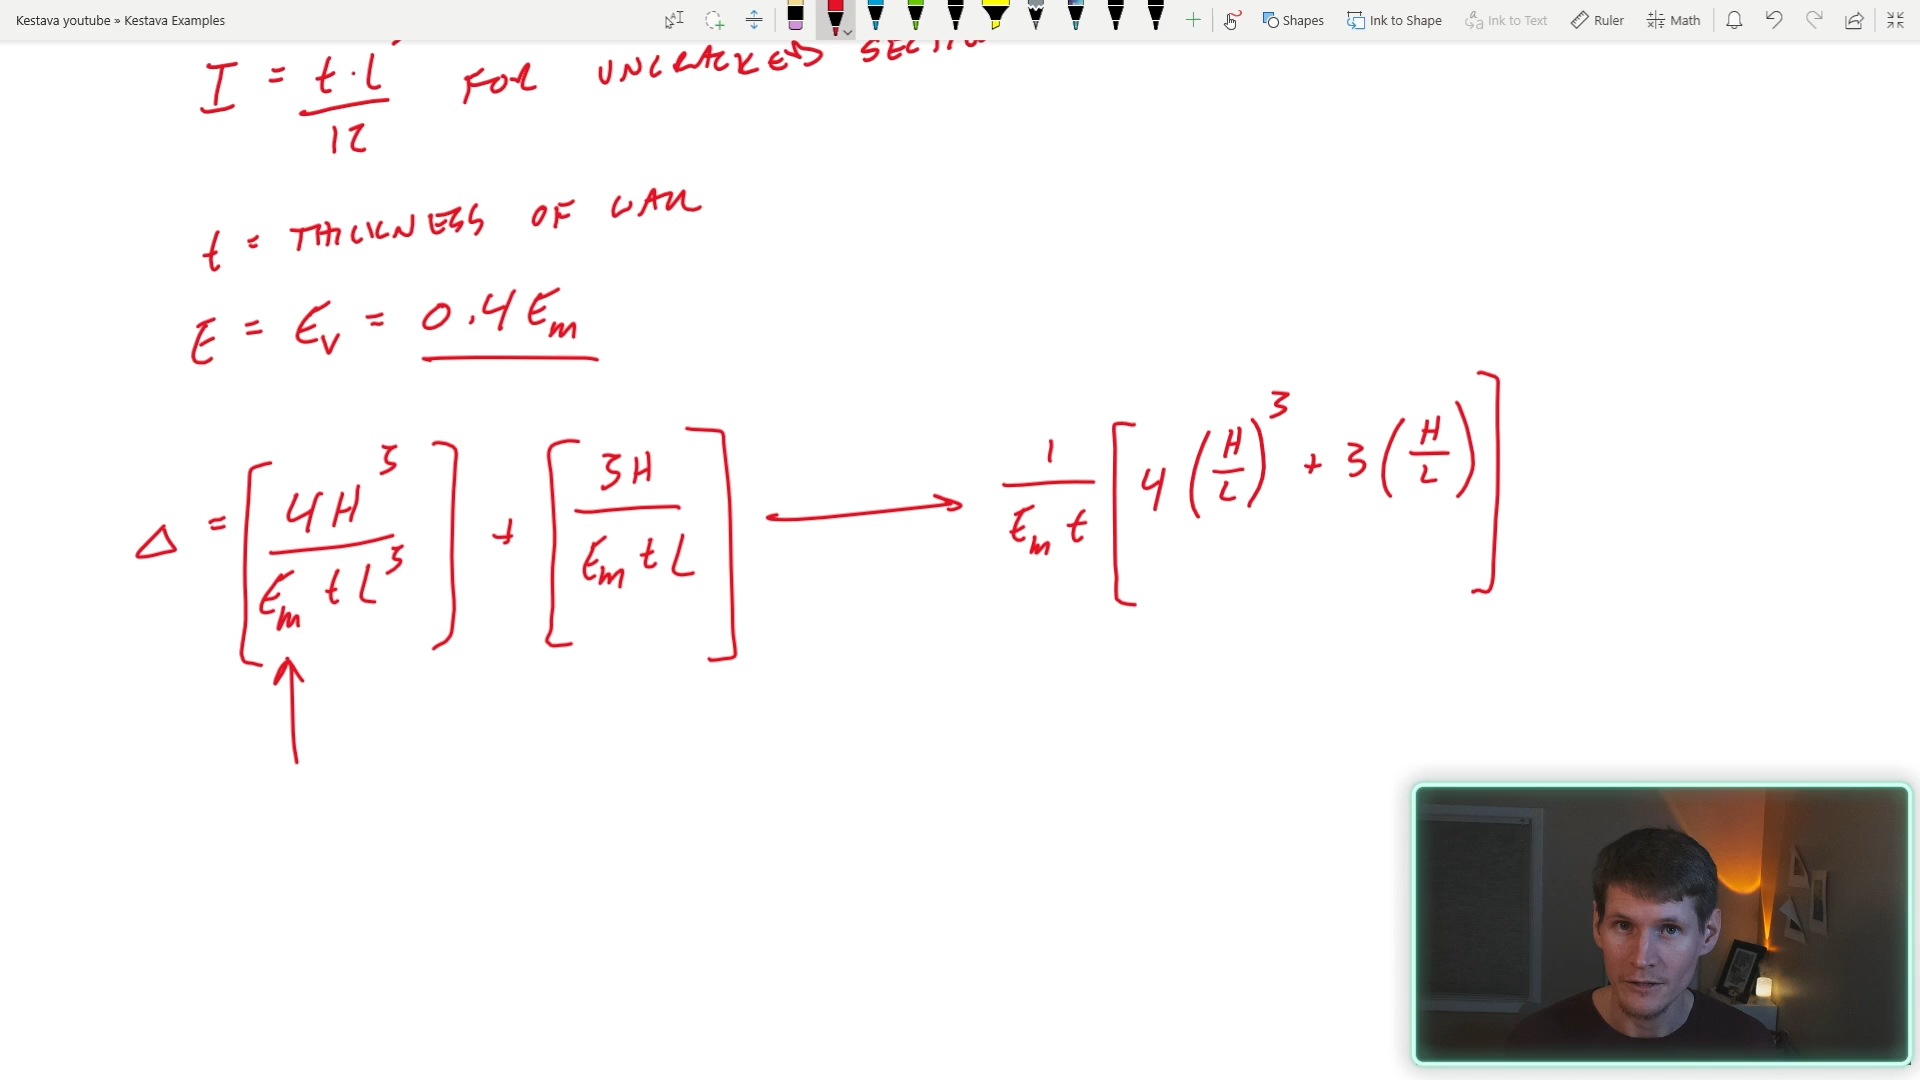 Kestava youtube » Kestava Examples
Shapes
Ink to Shape
Ink to Text
Ruler
Math
I = t·L / 12 FOR UNCRACKED
t = THICKNESS OF WALL
E = Eᵥ = 0.4 Eₘ
Δ = [4H³ / Eₘ t L³] + [3H / Eₘ t L] ⟷ 1 / Eₘ t [4 (H/L)³ + 3 (H/L)]